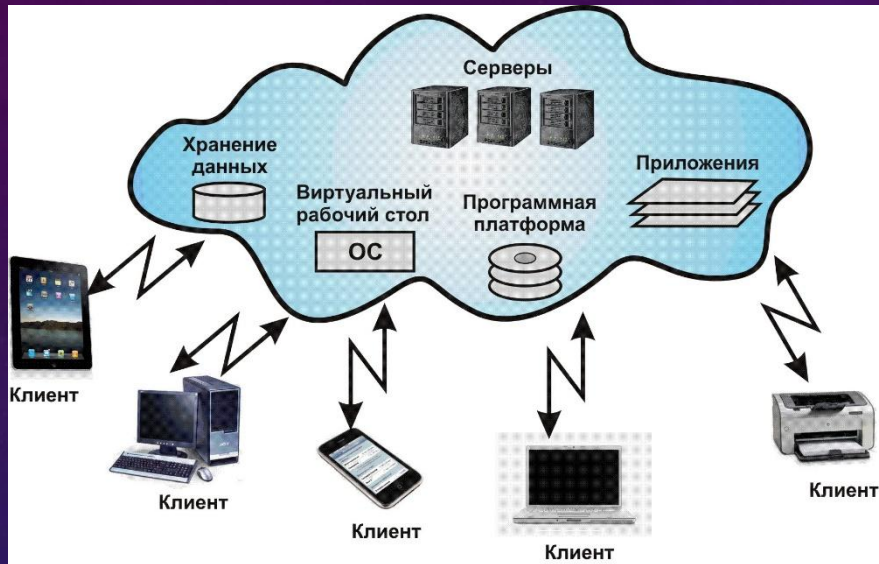 Серверы
Хранение
данных
Приложения
Виртуальный
рабочий стол
Программная
платформа
ОС
Клиент
Клиент
Клиент
Клиент
Клиент